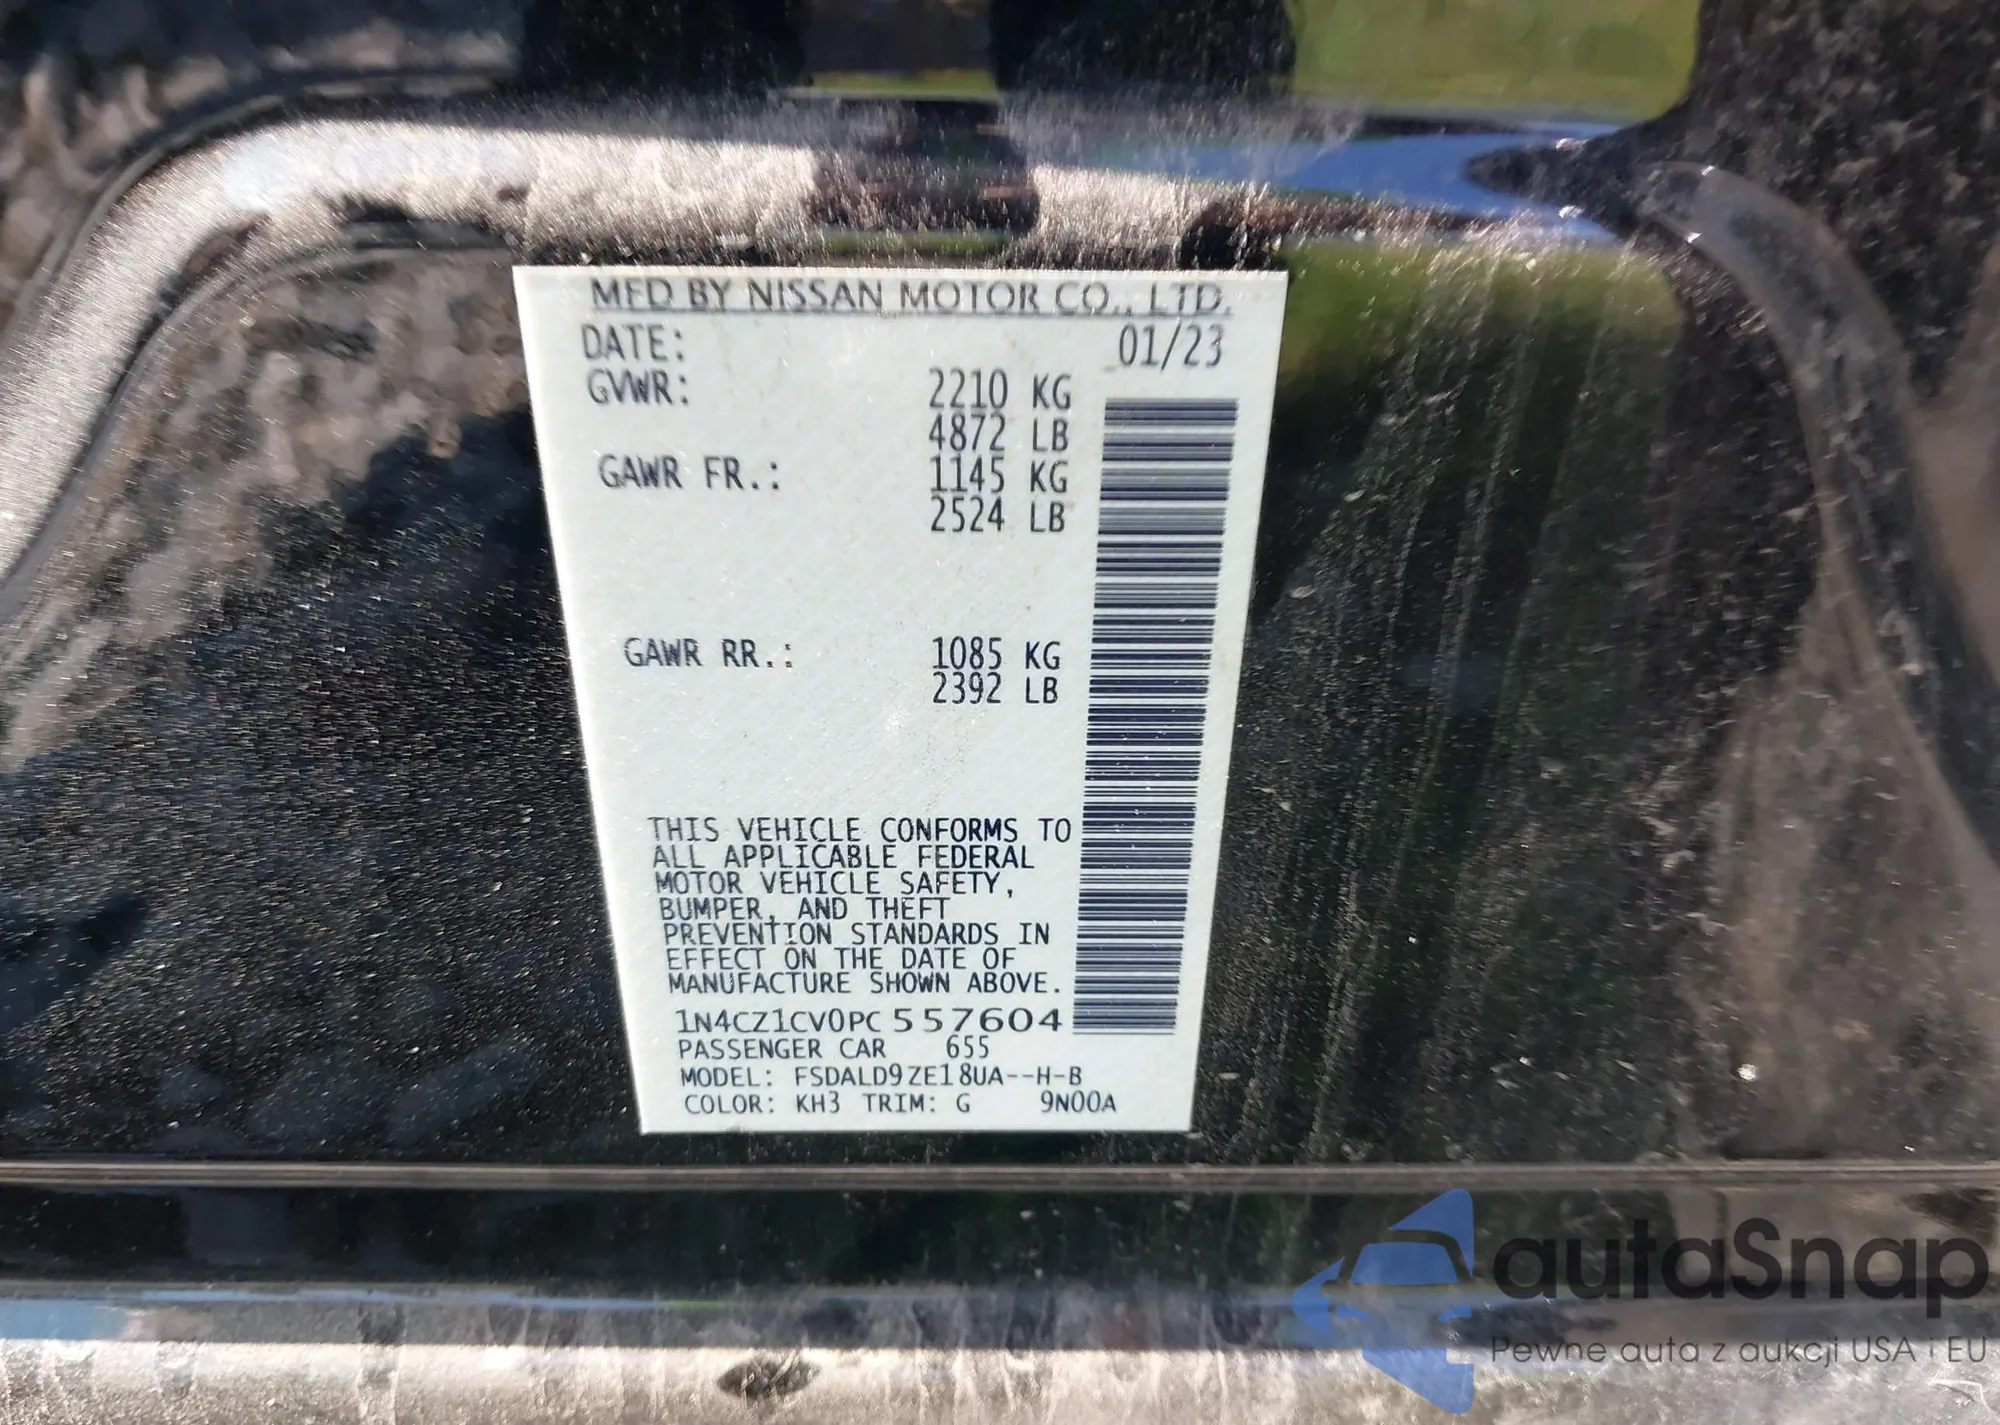 MFD BY NISSAN MOTOR CO., LTD.
DATE: 01/23
GVWR: 2210 KG
4872 LB
GAWR FR.: 1145 KG
2524 LB
GAWR RR.: 1085 KG
2392 LB
THIS VEHICLE CONFORMS TO
ALL APPLICABLE FEDERAL
MOTOR VEHICLE SAFETY,
BUMPER, AND THEFT
PREVENTION STANDARDS IN
EFFECT ON THE DATE OF
MANUFACTURE SHOWN ABOVE.
1N4CZ1CV0PC557604
PASSENGER CAR 655
MODEL: FSDALD9ZE18UA--H-B
COLOR: KH3 TRIM: G 9N00A
autaSnap
Pewne auta z aukcji USA i EU